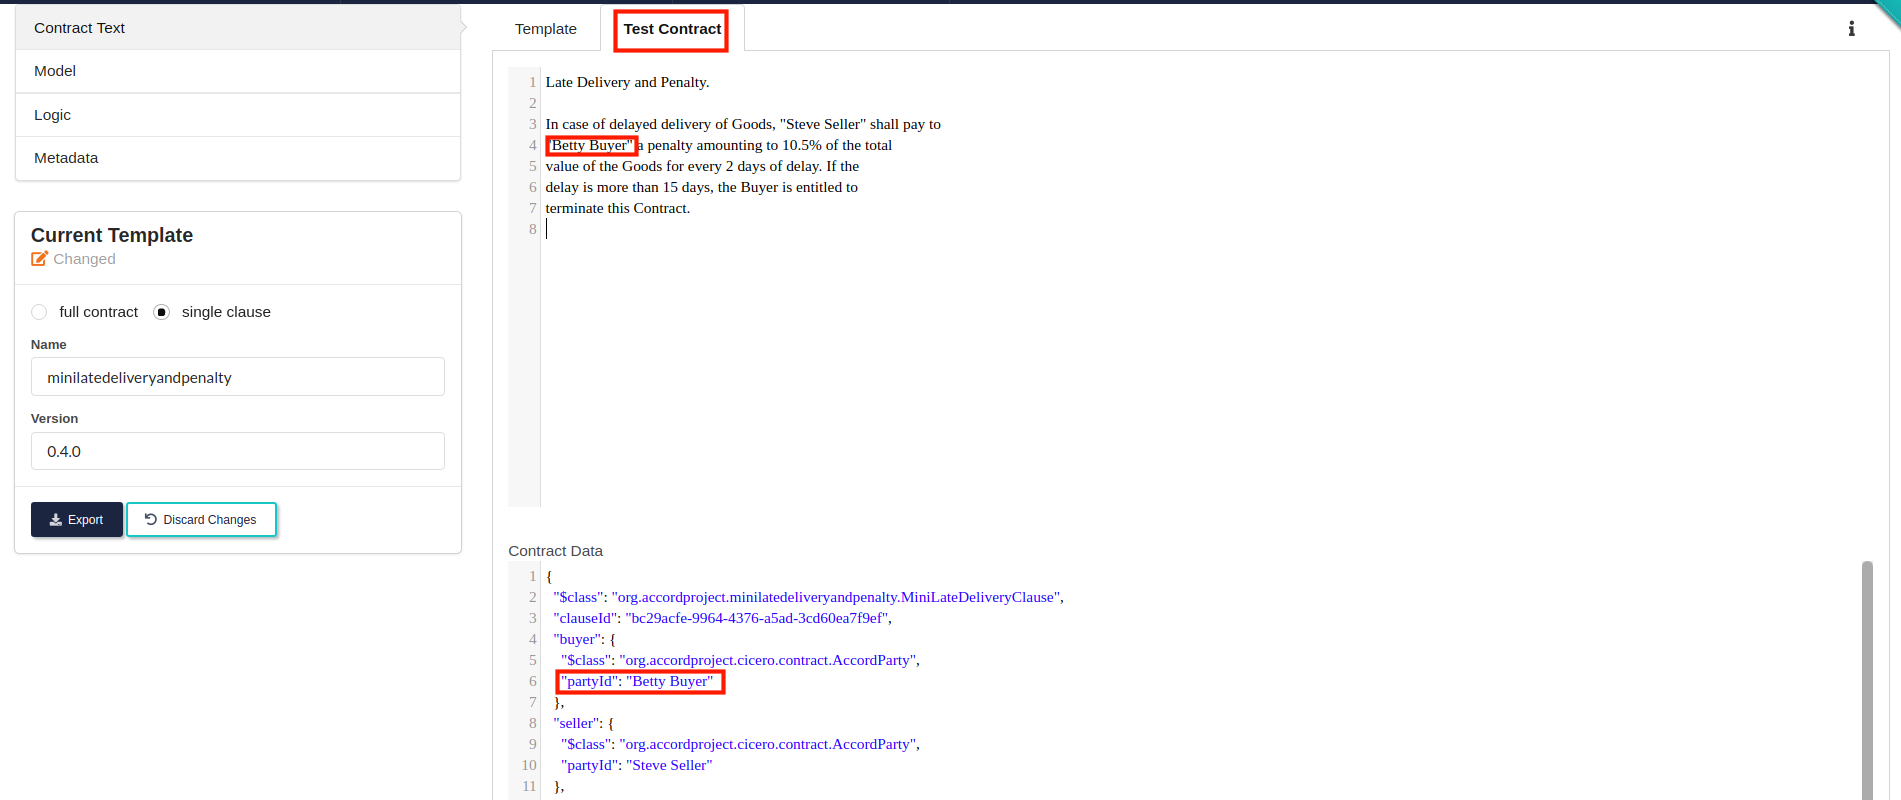 Contract Text
Model
Logic
Metadata
Current Template
Changed
full contract single clause
Name
minilatedeliveryandpenalty
Version
0.4.0
Export Discard Changes
Template Test Contract
1 Late Delivery and Penalty.
2
3 In case of delayed delivery of Goods, "Steve Seller" shall pay to
4 "Betty Buyer" a penalty amounting to 10.5% of the total
5 value of the Goods for every 2 days of delay. If the
6 delay is more than 15 days, the Buyer is entitled to
7 terminate this Contract.
8
Contract Data
1 {
2 "$class": "org.accordproject.minilatedeliveryandpenalty.MiniLateDeliveryClause",
3 "clauseId": "bc29acfe-9964-4376-a5ad-3cd60ea7f9ef",
4 "buyer": {
5 "$class": "org.accordproject.cicero.contract.AccordParty",
6 "partyId": "Betty Buyer"
7 },
8 "seller": {
9 "$class": "org.accordproject.cicero.contract.AccordParty",
10 "partyId": "Steve Seller"
11 },